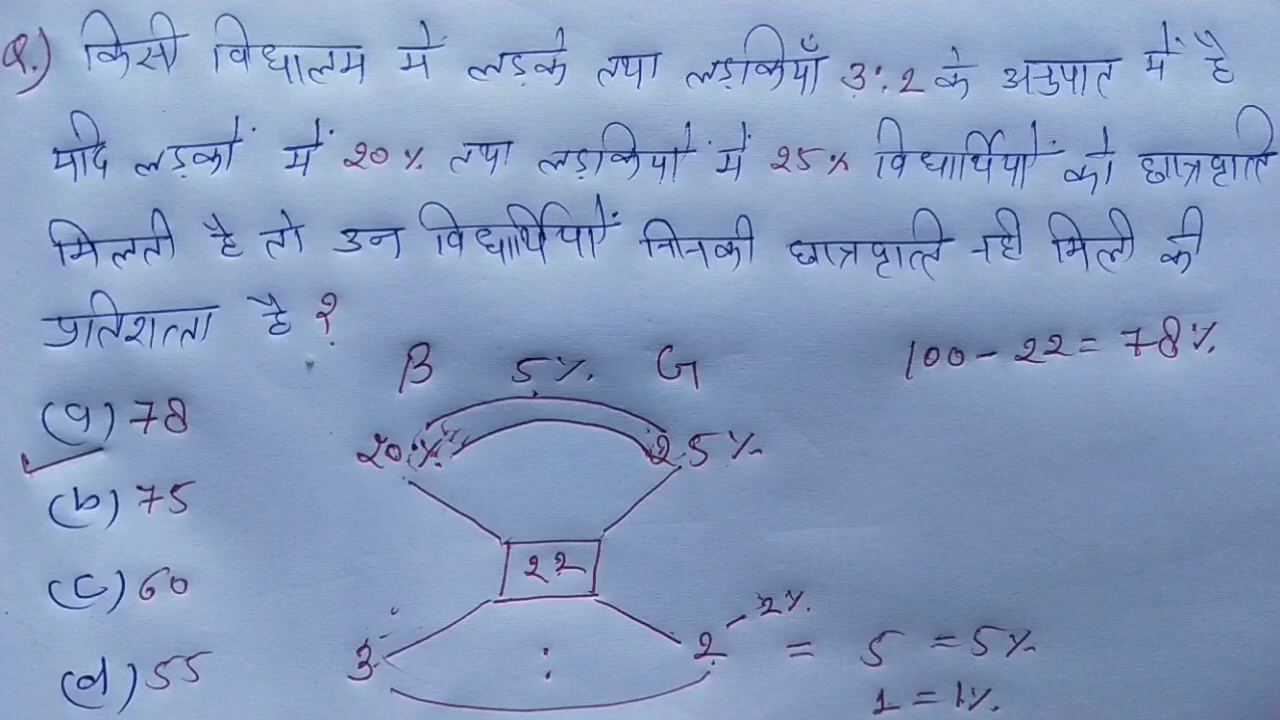 Q.) किसी विद्यालय में लड़के तथा लड़कियाँ 3:2 के अनुपात में है
यदि लड़कों में 20% तथा लड़कियों में 25% विद्यार्थियों को छात्रवृत्ति
मिलती है तो उन विद्यार्थियों जिनको छात्रवृत्ति नही मिली की
प्रतिशतता है ?
B 5% G 100 - 22 = 78%
(a) 78
20% 25%
(b) 75
22
(c) 60
2%
3 : 2 = 5 = 5%
(d) 55
1 = 1%